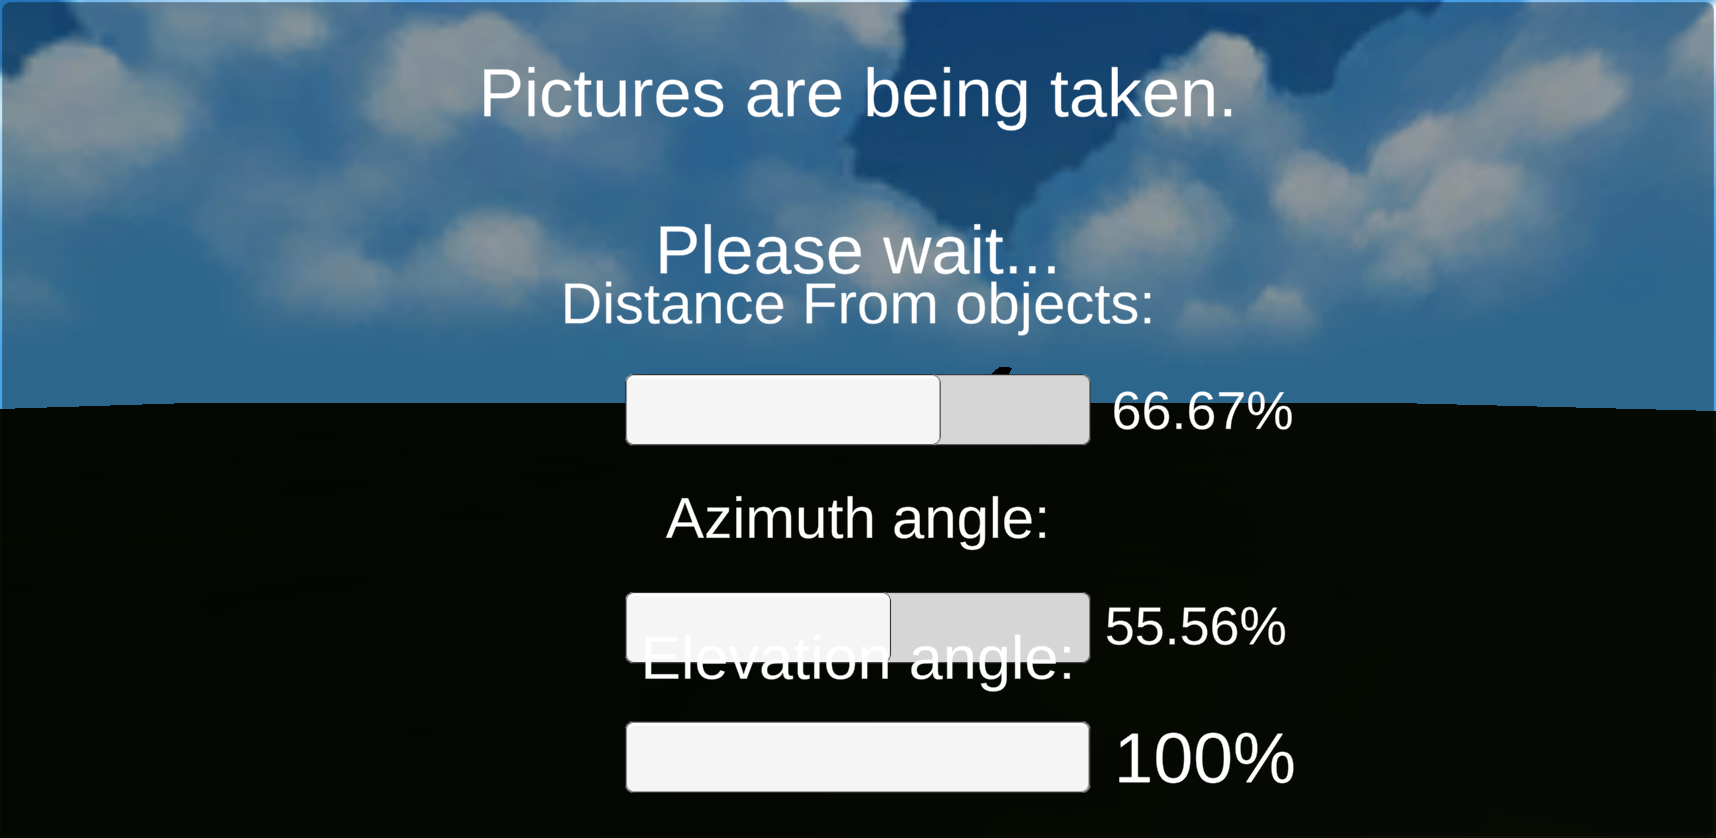 Pictures are being taken.
Please wait...
Distance From objects:
66.67%
Azimuth angle:
55.56%
Elevation angle:
100%